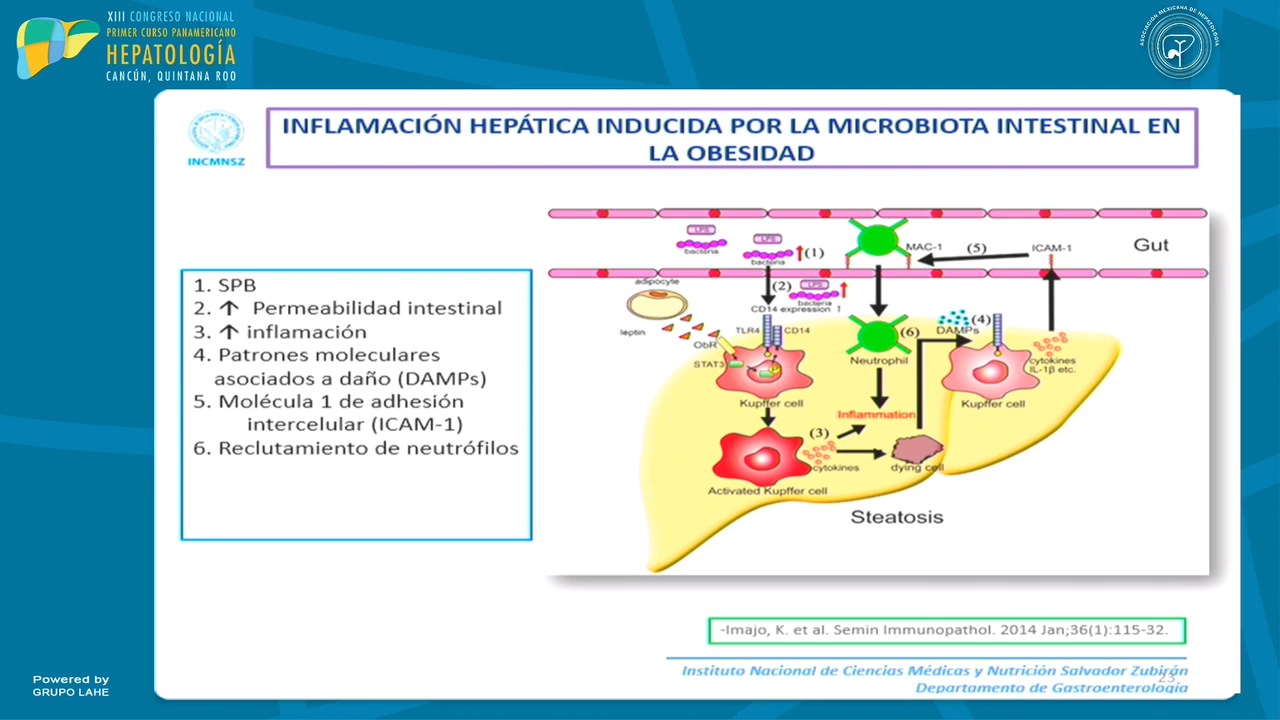 XIII CONGRESO NACIONAL
PRIMER CURSO PANAMERICANO
HEPATOLOGÍA
CANCÚN, QUINTANA ROO
ASOCIACIÓN MEXICANA DE HEPATOLOGÍA
INCMNSZ
INFLAMACIÓN HEPÁTICA INDUCIDA POR LA MICROBIOTA INTESTINAL EN
LA OBESIDAD
1. SPB
2. ↑ Permeabilidad intestinal
3. ↑ inflamación
4. Patrones moleculares
asociados a daño (DAMPs)
5. Molécula 1 de adhesión
intercelular (ICAM-1)
6. Reclutamiento de neutrófilos
LPS
bacteria
LPS
bacteria
↑(1)
MAC-1
(5)
ICAM-1
Gut
adipocyte
(2)
LPS
bacteria
↑
CD14 expression ↑
leptin
ObR
TLR4
CD14
STAT3
Kupffer cell
(6)
Neutrophil
DAMPs
(4)
cytokines
IL-1β etc.
Kupffer cell
Inflammation
(3)
cytokines
dying cell
Activated Kupffer cell
Steatosis
-Imajo, K. et al. Semin Immunopathol. 2014 Jan;36(1):115-32.
Instituto Nacional de Ciencias Médicas y Nutrición Salvador Zubirán
23
Departamento de Gastroenterología
Powered by
GRUPO LAHE